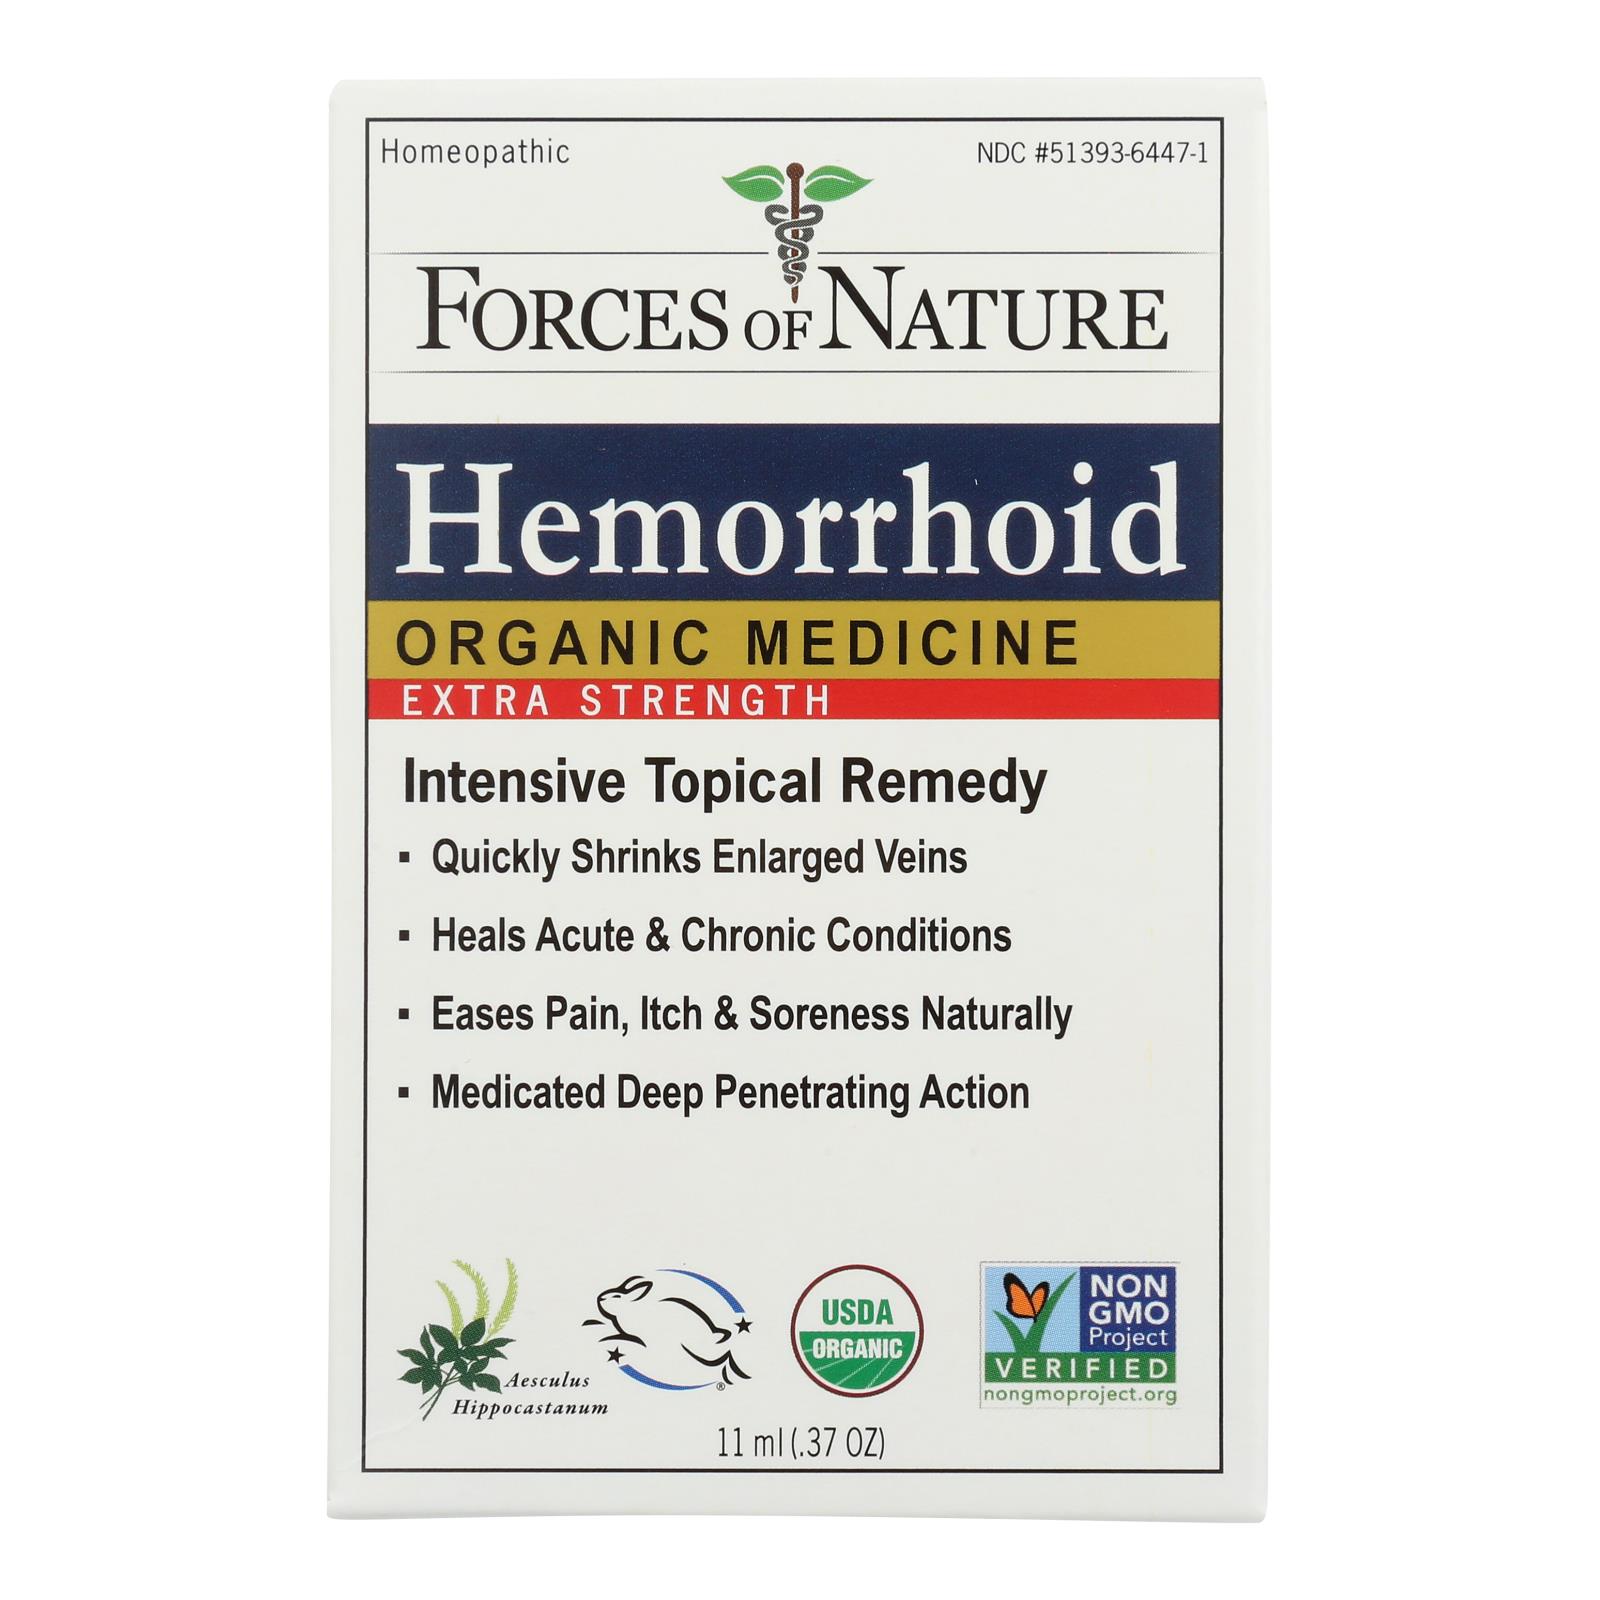 Homeopathic
NDC #51393-6447-1
FORCES OF NATURE
Hemorrhoid
ORGANIC MEDICINE
EXTRA STRENGTH
Intensive Topical Remedy
▪ Quickly Shrinks Enlarged Veins
▪ Heals Acute & Chronic Conditions
▪ Eases Pain, Itch & Soreness Naturally
▪ Medicated Deep Penetrating Action
Aesculus
Hippocastanum
®
USDA
ORGANIC
NON
GMO
Project
VERIFIED
nongmoproject.org
11 ml (.37 OZ)